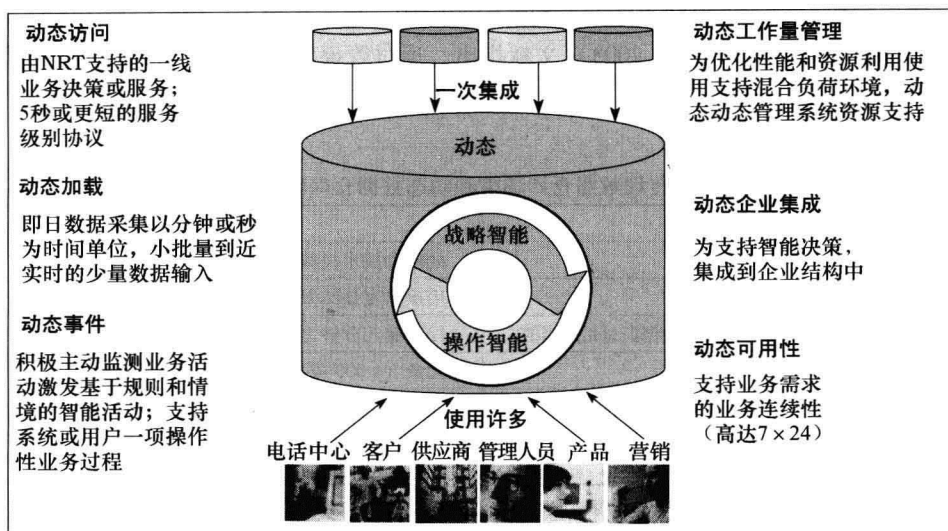 动态访问
由NRT支持的一线
业务决策或服务；
5秒或更短的服务
级别协议
动态加载
即日数据采集以分钟或秒
为时间单位，小批量到近
实时的少量数据输入
动态事件
积极主动监测业务活
动激发基于规则和情
境的智能活动；支持
系统或用户一项操作
性业务过程
一次集成
动态
战略智能
操作智能
使用许多
电话中心 客户 供应商 管理人员 产品 营销
动态工作量管理
为优化性能和资源利用使
用支持混合负荷环境，动
态动态管理系统资源支持
动态企业集成
为支持智能决策，
集成到企业结构中
动态可用性
支持业务需求
的业务连续性
（高达7×24）